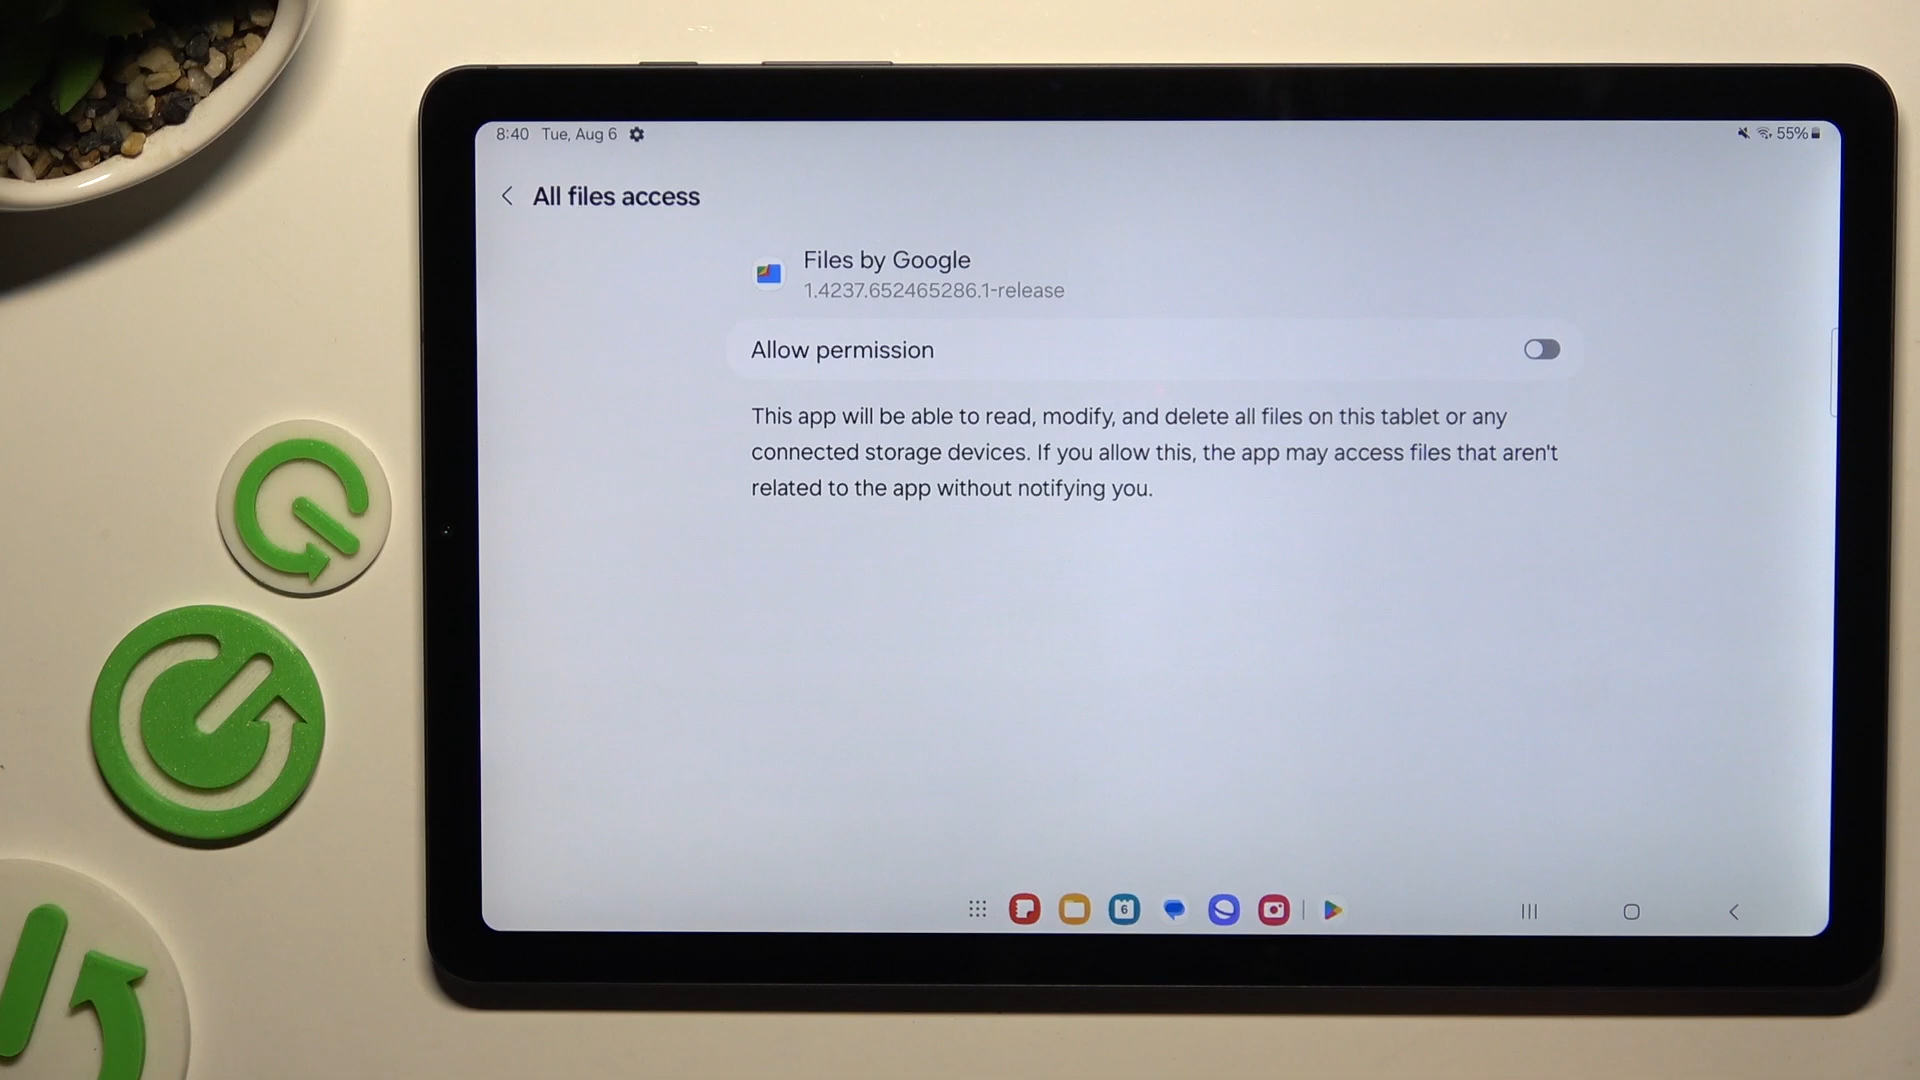 8:40 Tue, Aug 6
55%
All files access
Files by Google
1.4237.652465286.1-release
Allow permission
This app will be able to read, modify, and delete all files on this tablet or any
connected storage devices. If you allow this, the app may access files that aren't
related to the app without notifying you.
6